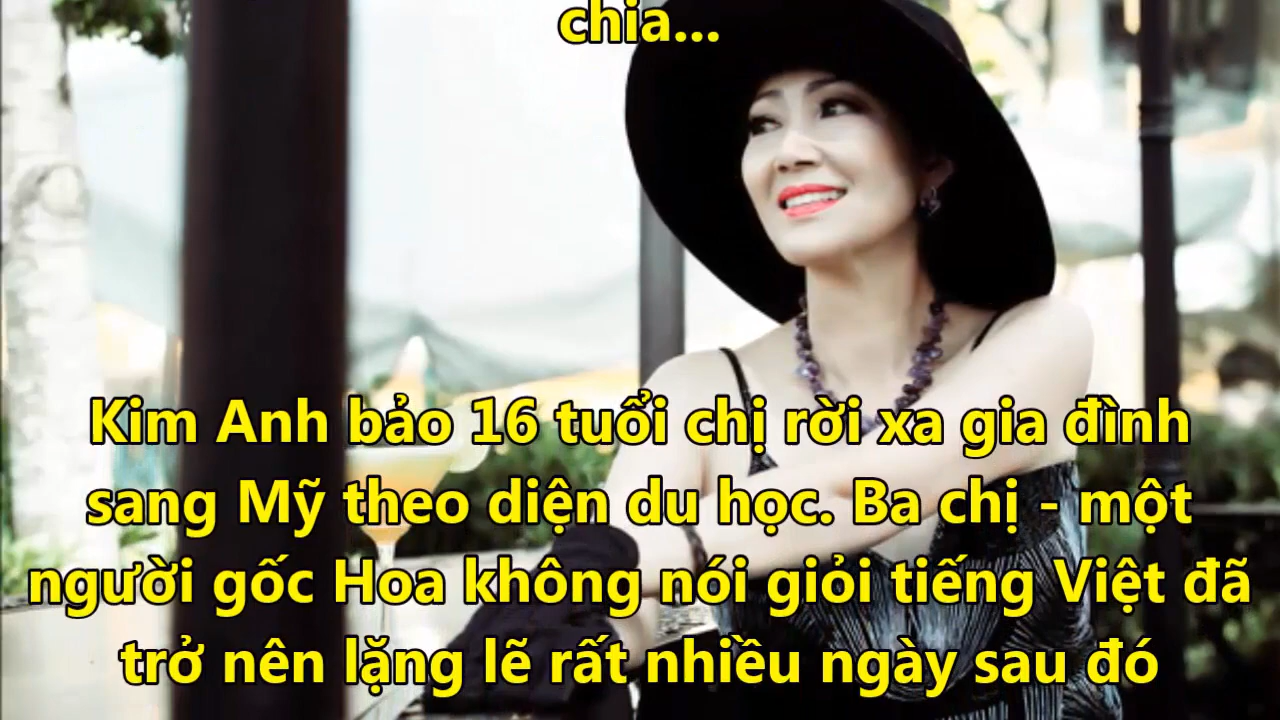 chia...
Kim Anh bảo 16 tuổi chị rời xa gia đình
sang Mỹ theo diện du học. Ba chị - một
người gốc Hoa không nói giỏi tiếng Việt đã
trở nên lặng lẽ rất nhiều ngày sau đó